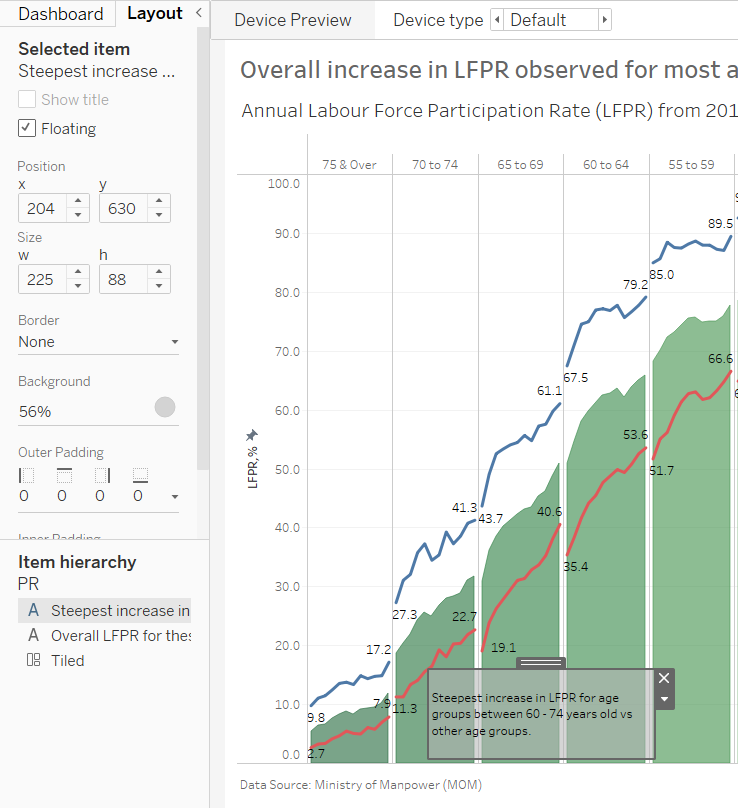 Dashboard Layout <
Device Preview Device type Default
Selected item
Steepest increase ...
Show title
Floating
Position
x y
204 630
Size
w h
225 88
Border
None
Background
56%
Outer Padding
0 0 0 0
Item hierarchy
PR
A Steepest increase in
A Overall LFPR for
Tiled
Overall increase in LFPR observed for most a
Annual Labour Force Participation Rate (LFPR) from 201
75 & Over 70 to 74 65 to 69 60 to 64 55 to 59
LFPR, %
100.0
90.0
80.0
70.0
60.0
50.0
40.0
30.0
20.0
10.0
0.0
9.8
17.2
2.7
7.9
27.3
41.3
11.3
22.7
43.7
61.1
19.1
40.6
67.5
79.2
35.4
53.6
85.0
89.5
51.7
66.6
Steepest increase in LFPR for age
groups between 60 - 74 years old vs
other age groups.
Data Source: Ministry of Manpower (MOM)